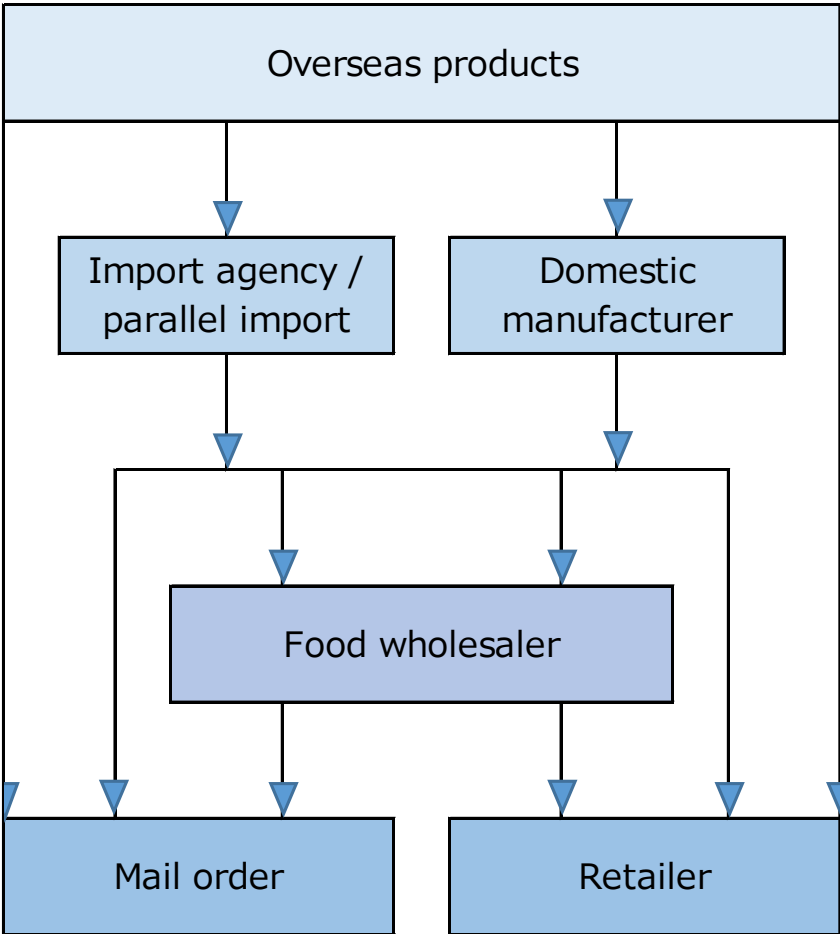 Overseas products
Import agency /
parallel import
Domestic
manufacturer
Food wholesaler
Mail order
Retailer